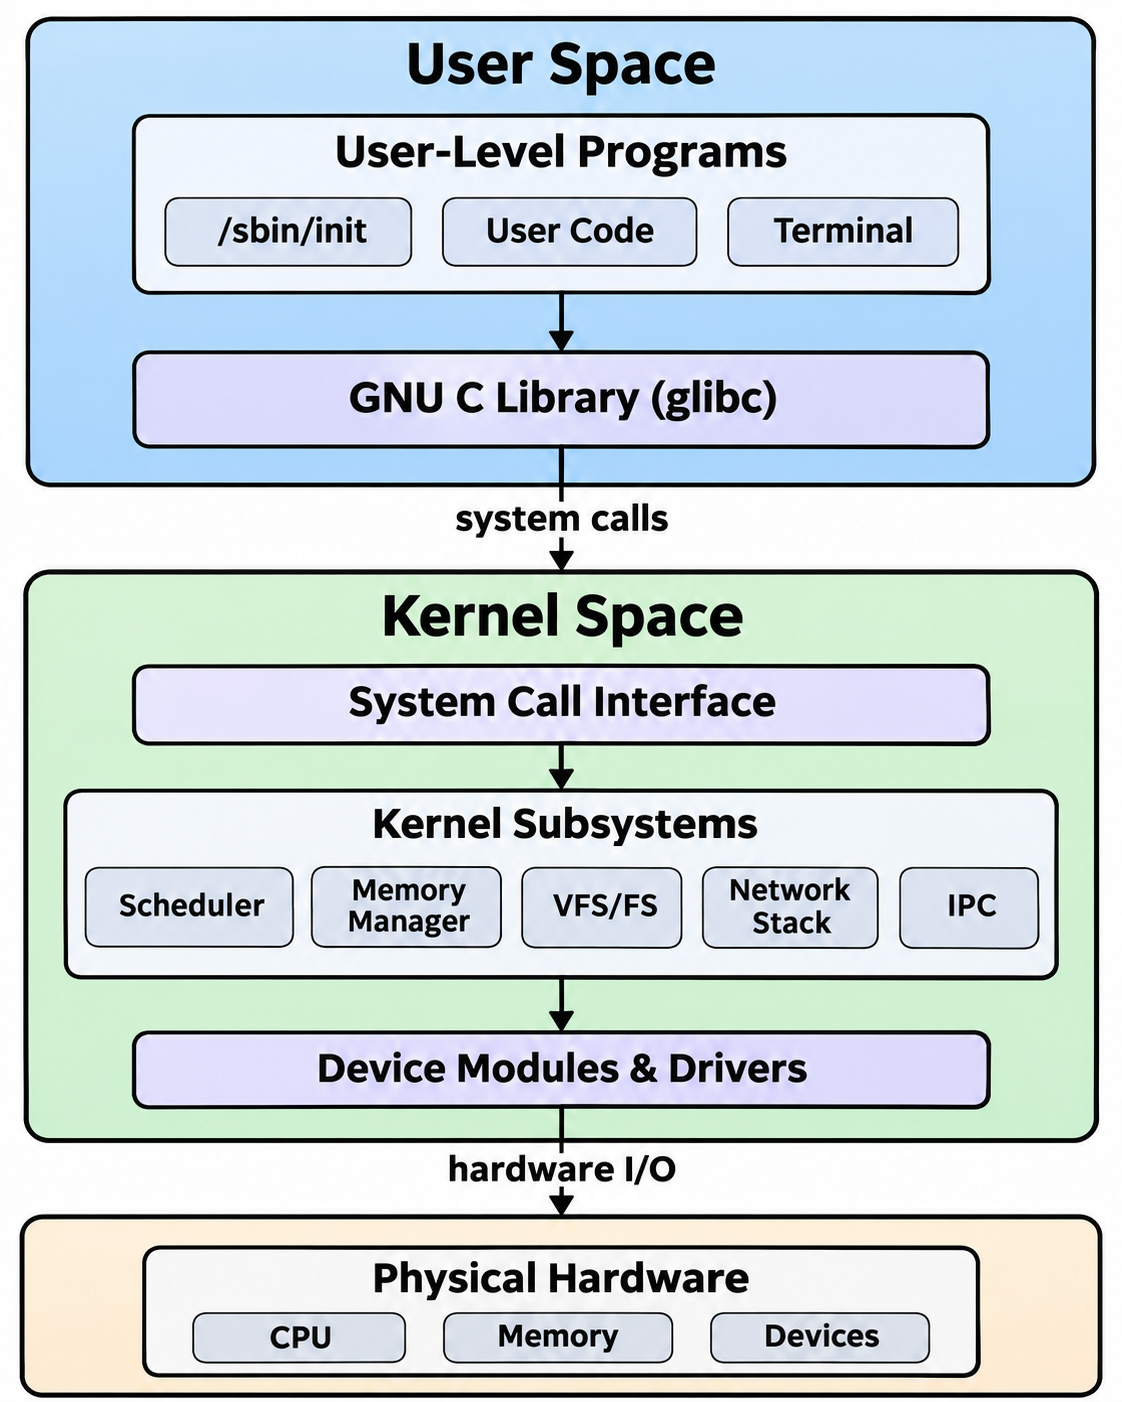 User Space
User-Level Programs
/sbin/init
User Code
Terminal
GNU C Library (glibc)
system calls
Kernel Space
System Call Interface
Kernel Subsystems
Scheduler
Memory
Manager
VFS/FS
Network
Stack
IPC
Device Modules & Drivers
hardware I/O
Physical Hardware
CPU
Memory
Devices